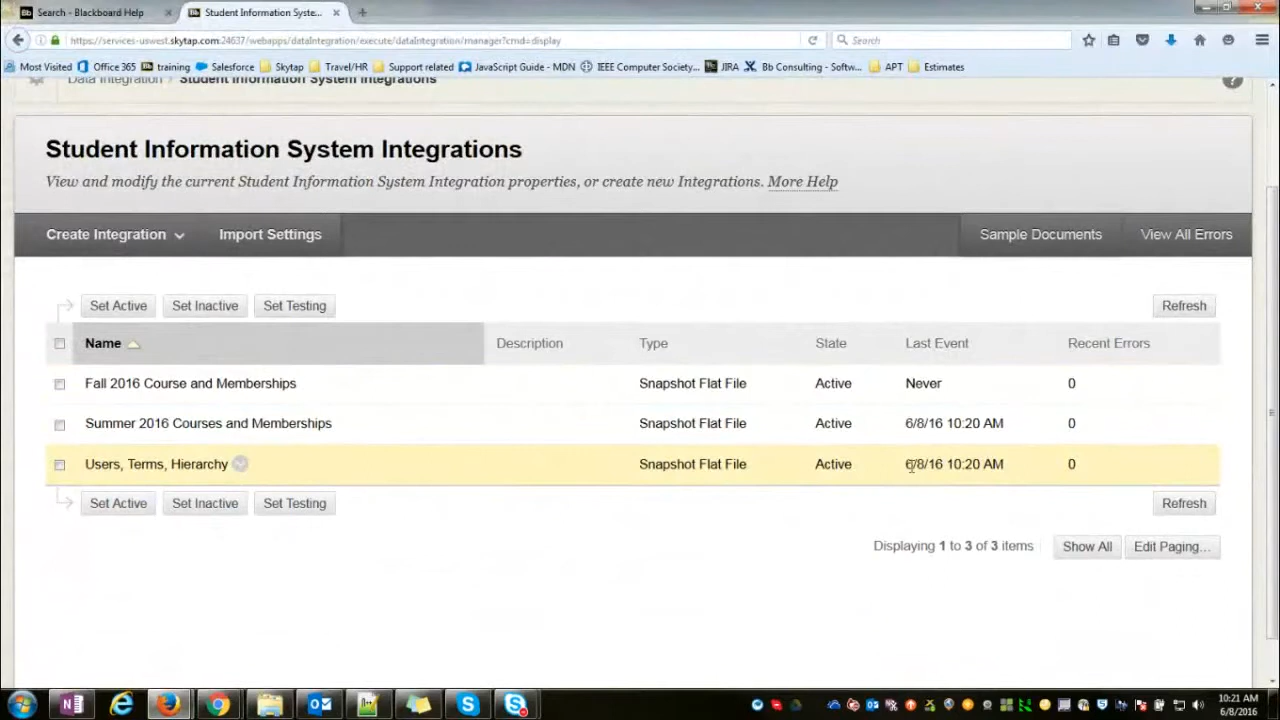 Search - Blackboard Help
Student Information Syste...
https://services-uswest.skytap.com:24637/webapps/dataIntegration/execute/dataIntegration/manager?cmd=display
Search
Most Visited Office 365 training Salesforce Skytap Travel/HR Support related JavaScript Guide - MDN IEEE Computer Society... JIRA Bb Consulting - Softw... APT Estimates
Data Integration Student Information System Integrations
Student Information System Integrations
View and modify the current Student Information System Integration properties, or create new Integrations. More Help
Create Integration Import Settings Sample Documents View All Errors
Set Active Set Inactive Set Testing Refresh
Name Description Type State Last Event Recent Errors
Fall 2016 Course and Memberships Snapshot Flat File Active Never 0
Summer 2016 Courses and Memberships Snapshot Flat File Active 6/8/16 10:20 AM 0
Users, Terms, Hierarchy Snapshot Flat File Active 6/8/16 10:20 AM 0
Set Active Set Inactive Set Testing Refresh
Displaying 1 to 3 of 3 items Show All Edit Paging...
10:21 AM
6/8/2016